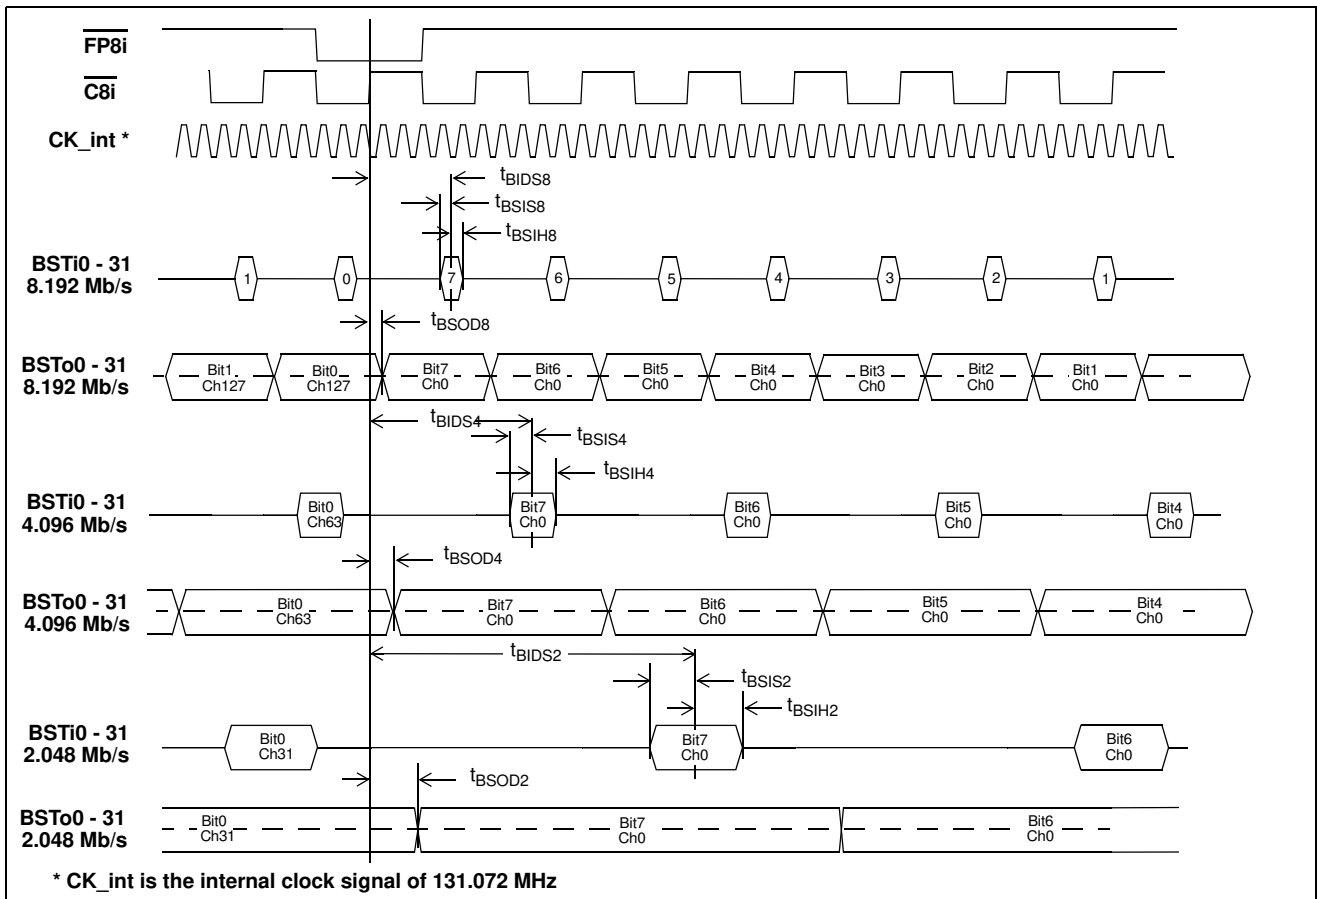 FP8i
C8i
CK_int *
tBIDS8
tBSIS8
tBSIH8
BSTi0 - 31
8.192 Mb/s
1 0 7 6 5 4 3 2 1
tBSOD8
BSTo0 - 31
8.192 Mb/s
Bit1 Ch127
Bit0 Ch127
Bit7 Ch0
Bit6 Ch0
Bit5 Ch0
Bit4 Ch0
Bit3 Ch0
Bit2 Ch0
Bit1 Ch0
tBIDS4
tBSIS4
tBSIH4
BSTi0 - 31
4.096 Mb/s
Bit0 Ch63
Bit7 Ch0
Bit6 Ch0
Bit5 Ch0
Bit4 Ch0
tBSOD4
BSTo0 - 31
4.096 Mb/s
Bit0 Ch63
Bit7 Ch0
Bit6 Ch0
Bit5 Ch0
Bit4 Ch0
tBIDS2
tBSIS2
tBSIH2
BSTi0 - 31
2.048 Mb/s
Bit0 Ch31
Bit7 Ch0
Bit6 Ch0
tBSOD2
BSTo0 - 31
2.048 Mb/s
Bit0 Ch31
Bit7 Ch0
Bit6 Ch0
* CK_int is the internal clock signal of 131.072 MHz